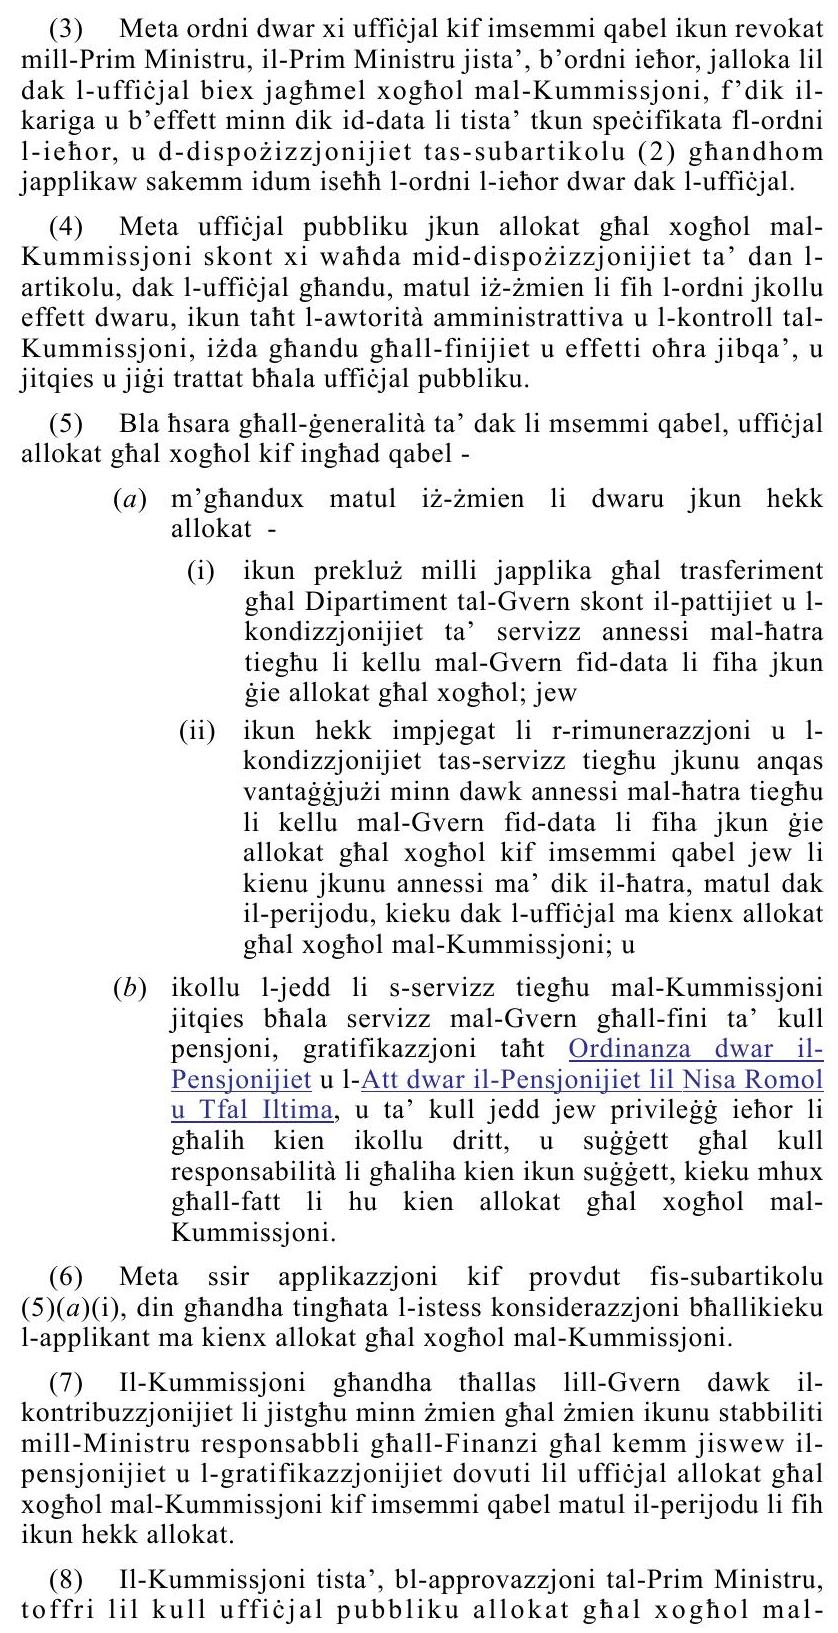 (3) Meta ordni dwar xi uffiċjal kif imsemmi qabel ikun revokat
mill-Prim Ministru, il-Prim Ministru jista’, b’ordni ieħor, jalloka lil
dak l-uffiċjal biex jagħmel xogħol mal-Kummissjoni, f’dik il-
kariga u b’effett minn dik id-data li tista’ tkun speċifikata fl-ordni
l-ieħor, u d-dispożizzjonijiet tas-subartikolu (2) għandhom
japplikaw sakemm idum iseħħ l-ordni l-ieħor dwar dak l-uffiċjal.
(4) Meta uffiċjal pubbliku jkun allokat għal xogħol mal-
Kummissjoni skont xi waħda mid-dispożizzjonijiet ta’ dan l-
artikolu, dak l-uffiċjal għandu, matul iż-żmien li fih l-ordni jkollu
effett dwaru, ikun taħt l-awtorità amministrattiva u l-kontroll tal-
Kummissjoni, iżda għandu għall-finijiet u effetti oħra jibqa’, u
jitqies u jiġi trattat bħala uffiċjal pubbliku.
(5) Bla ħsara għall-ġeneralità ta’ dak li msemmi qabel, uffiċjal
allokat għal xogħol kif ingħad qabel -
(a) m’għandux matul iż-żmien li dwaru jkun hekk
allokat -
(i) ikun prekluż milli japplika għal trasferiment
għal Dipartiment tal-Gvern skont il-pattijiet u l-
kondizzjonijiet ta’ servizz annessi mal-ħatra
tiegħu li kellu mal-Gvern fid-data li fiha jkun
ġie allokat għal xogħol; jew
(ii) ikun hekk impjegat li r-rimunerazzjoni u l-
kondizzjonijiet tas-servizz tiegħu jkunu anqas
vantaġġjużi minn dawk annessi mal-ħatra tiegħu
li kellu mal-Gvern fid-data li fiha jkun ġie
allokat għal xogħol kif imsemmi qabel jew li
kienu jkunu annessi ma’ dik il-ħatra, matul dak
il-perijodu, kieku dak l-uffiċjal ma kienx allokat
għal xogħol mal-Kummissjoni; u
(b) ikollu l-jedd li s-servizz tiegħu mal-Kummissjoni
jitqies bħala servizz mal-Gvern għall-fini ta’ kull
pensjoni, gratifikazzjoni taħt Ordinanza dwar il-
Pensjonijiet u l-Att dwar il-Pensjonijiet lil Nisa Romol
u Tfal Iltima, u ta’ kull jedd jew privileġġ ieħor li
għalih kien ikollu dritt, u suġġett għal kull
responsabilità li għaliha kien ikun suġġett, kieku mhux
għall-fatt li hu kien allokat għal xogħol mal-
Kummissjoni.
(6) Meta ssir applikazzjoni kif provdut fis-subartikolu
(5)(a)(i), din għandha tingħata l-istess konsiderazzjoni bħallikieku
l-applikant ma kienx allokat għal xogħol mal-Kummissjoni.
(7) Il-Kummissjoni għandha tħallas lill-Gvern dawk il-
kontribuzzjonijiet li jistgħu minn żmien għal żmien ikunu stabbiliti
mill-Ministru responsabbli għall-Finanzi għal kemm jiswew il-
pensjonijiet u l-gratifikazzjonijiet dovuti lil uffiċjal allokat għal
xogħol mal-Kummissjoni kif imsemmi qabel matul il-perijodu li fih
ikun hekk allokat.
(8) Il-Kummissjoni tista’, bl-approvazzjoni tal-Prim Ministru,
toffri lil kull uffiċjal pubbliku allokat għal xogħol mal-